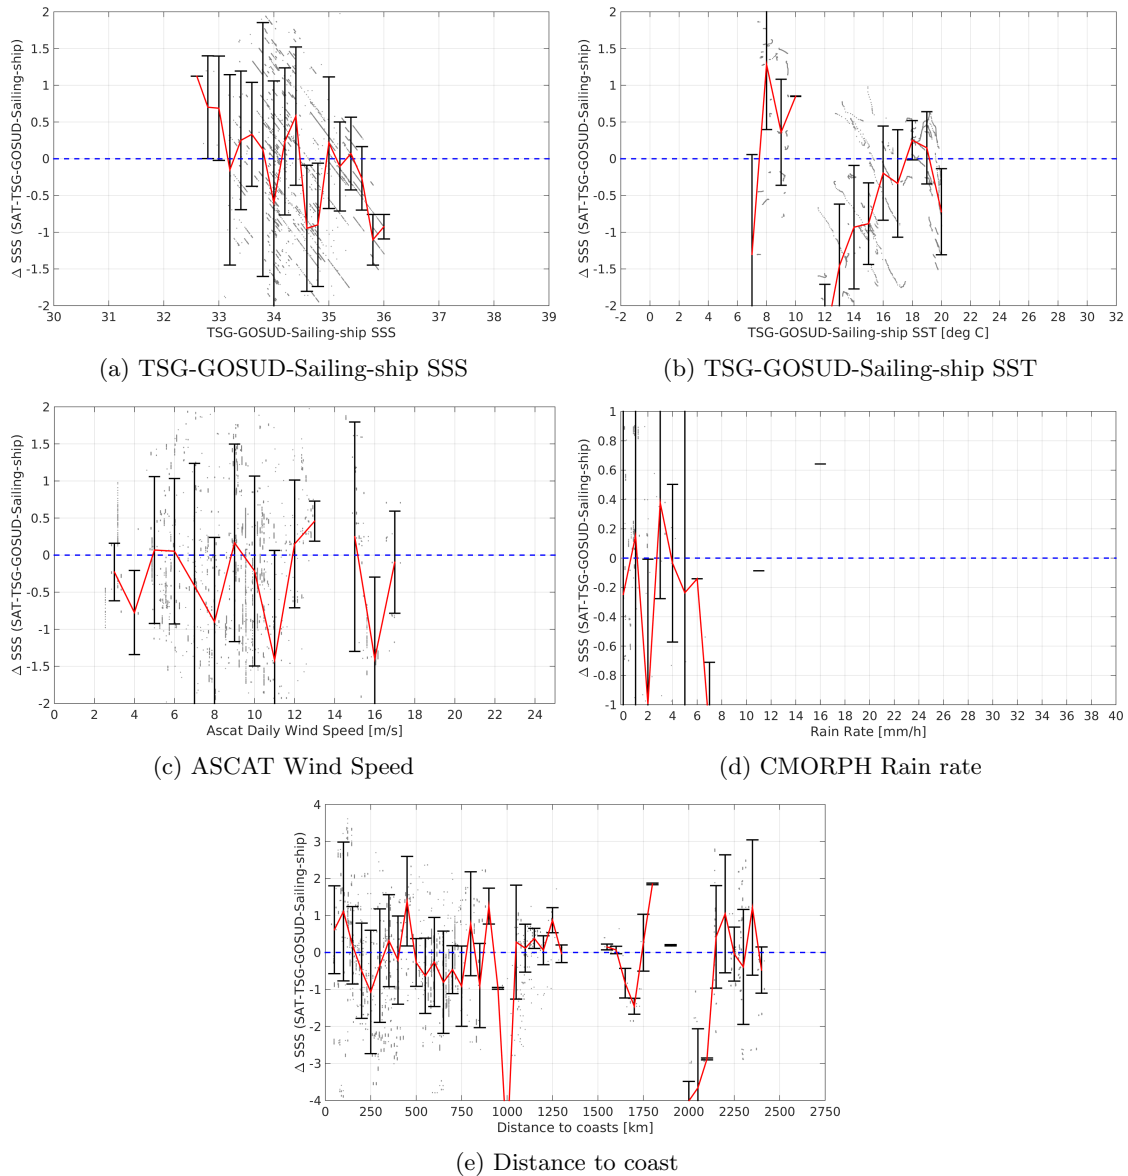 2
1.5
1
0.5
0
-0.5
-1
-1.5
-2
Δ SSS (SAT-TSG-GOSUD-Sailing-ship)
30 31 32 33 34 35 36 37 38 39
TSG-GOSUD-Sailing-ship SSS
(a) TSG-GOSUD-Sailing-ship SSS
2
1.5
1
0.5
0
-0.5
-1
-1.5
-2
Δ SSS (SAT-TSG-GOSUD-Sailing-ship)
-2 0 2 4 6 8 10 12 14 16 18 20 22 24 26 28 30 32
TSG-GOSUD-Sailing-ship SST [deg C]
(b) TSG-GOSUD-Sailing-ship SST
2
1.5
1
0.5
0
-0.5
-1
-1.5
-2
Δ SSS (SAT-TSG-GOSUD-Sailing-ship)
0 2 4 6 8 10 12 14 16 18 20 22 24
Ascat Daily Wind Speed [m/s]
(c) ASCAT Wind Speed
1
0.8
0.6
0.4
0.2
0
-0.2
-0.4
-0.6
-0.8
-1
Δ SSS (SAT-TSG-GOSUD-Sailing-ship)
0 2 4 6 8 10 12 14 16 18 20 22 24 26 28 30 32 34 36 38 40
Rain Rate [mm/h]
(d) CMORPH Rain rate
4
3
2
1
0
-1
-2
-3
-4
Δ SSS (SAT-TSG-GOSUD-Sailing-ship)
0 250 500 750 1000 1250 1500 1750 2000 2250 2500 2750
Distance to coasts [km]
(e) Distance to coast